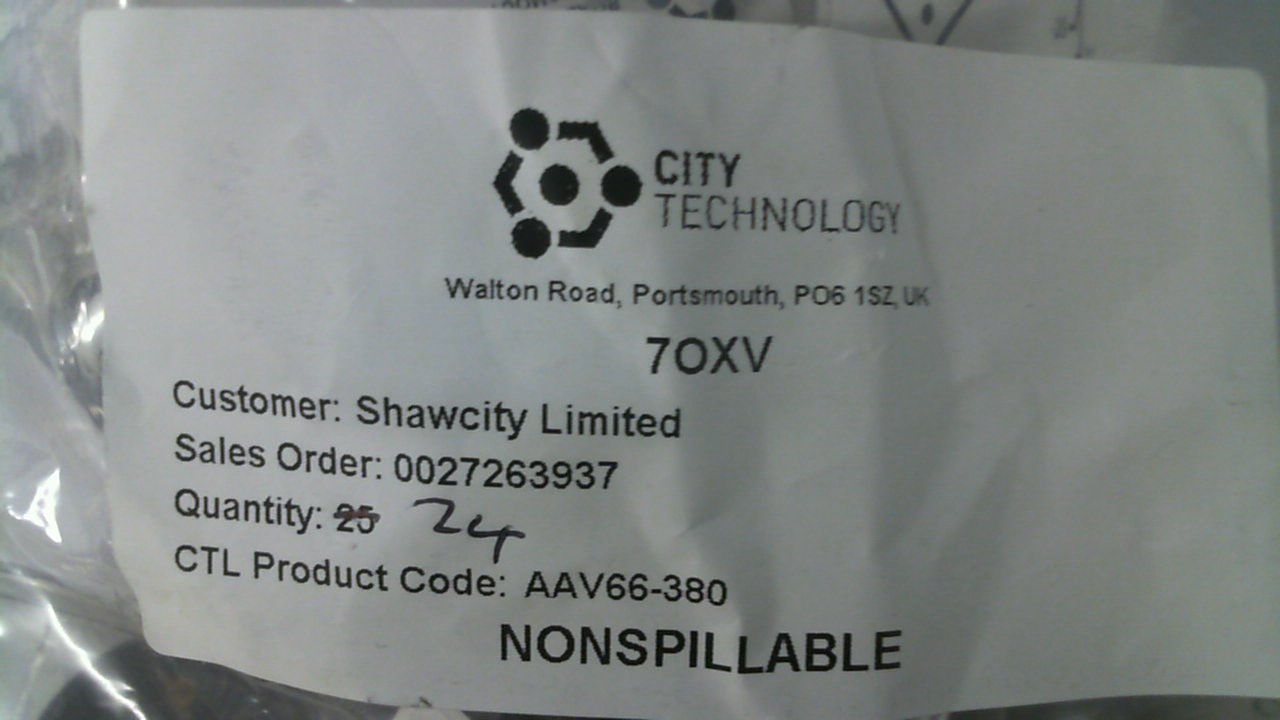 CITY
TECHNOLOGY
Walton Road, Portsmouth, PO6 1SZ, UK
7OXV
Customer: Shawcity Limited
Sales Order: 0027263937
Quantity: 25 24
CTL Product Code: AAV66-380
NONSPILLABLE